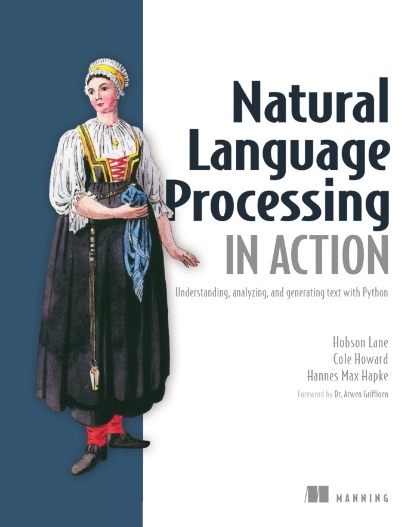 Natural
Language
Processing
IN ACTION
Understanding, analyzing, and generating text with Python
Hobson Lane
Cole Howard
Hannes Max Hapke
Foreword by Dr. Arwen Griffioen
MANNING